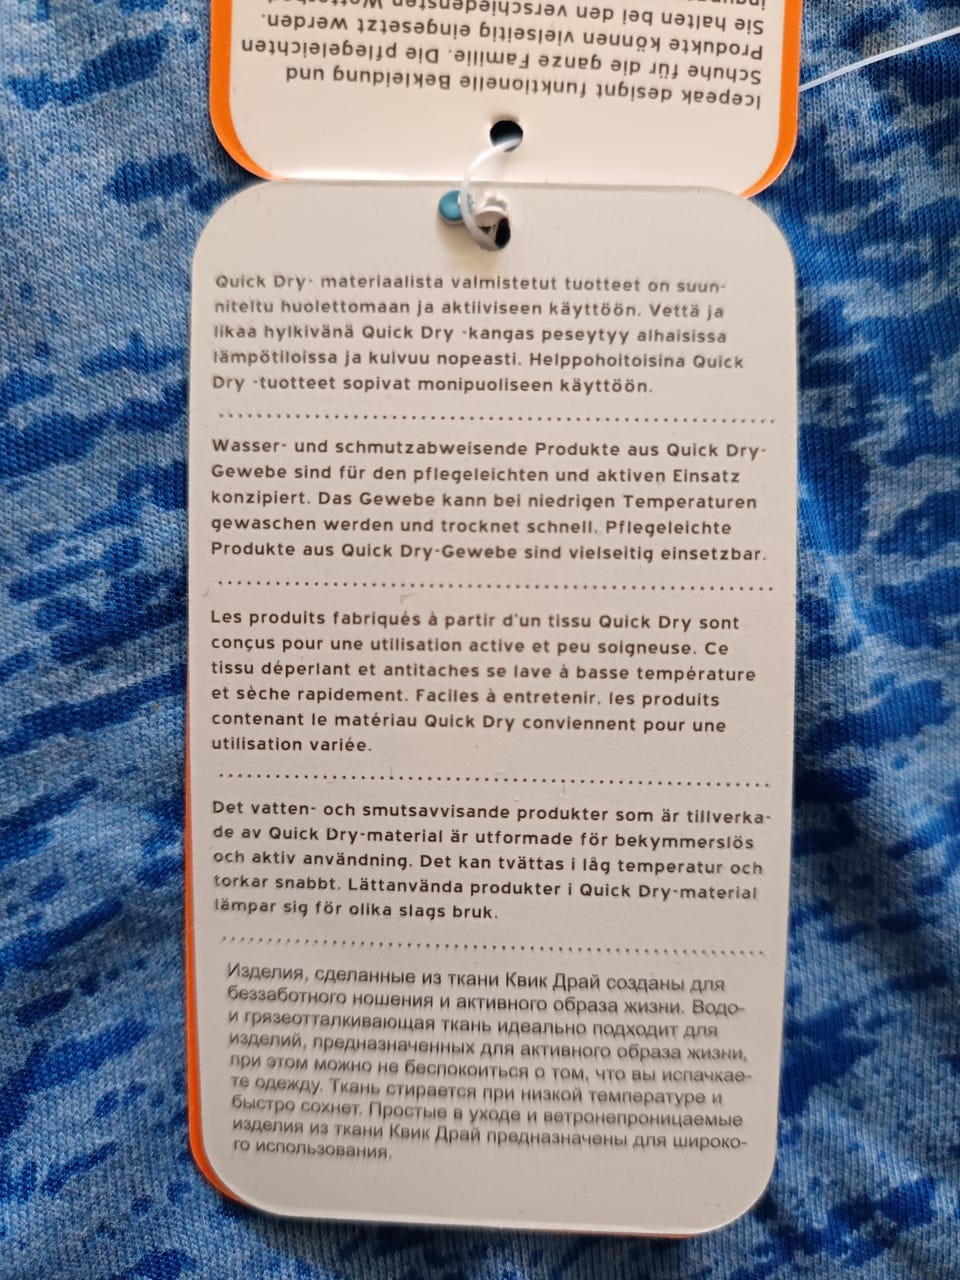 Icepeak designt funktionelle Bekleidung und
Schuhe für die ganze Familie. Die pflegeleichten
Produkte können vielseitig eingesetzt werden.
Sie halten bei den verschiedensten
Quick Dry- materiaalista valmistetut tuotteet on suun-
niteltu huolettomaan ja aktiiviseen käyttöön. Vettä ja
likaa hylkivänä Quick Dry -kangas peseytyy alhaisissa
lämpötiloissa ja kuivuu nopeasti. Helppohoitoisina Quick
Dry -tuotteet sopivat monipuoliseen käyttöön.
Wasser- und schmutzabweisende Produkte aus Quick Dry-
Gewebe sind für den pflegeleichten und aktiven Einsatz
konzipiert. Das Gewebe kann bei niedrigen Temperaturen
gewaschen werden und trocknet schnell. Pflegeleichte
Produkte aus Quick Dry-Gewebe sind vielseitig einsetzbar.
Les produits fabriqués à partir d'un tissu Quick Dry sont
conçus pour une utilisation active et peu soigneuse. Ce
tissu déperlant et antitaches se lave à basse température
et sèche rapidement. Faciles à entretenir, les produits
contenant le matériau Quick Dry conviennent pour une
utilisation variée.
Det vatten- och smutsavvisande produkter som är tillverka-
de av Quick Dry-material är utformade för bekymmerslös
och aktiv användning. Det kan tvättas i låg temperatur och
torkar snabbt. Lättanvända produkter i Quick Dry-material
lämpar sig för olika slags bruk.
Изделия, сделанные из ткани Квик Драй созданы для
беззаботного ношения и активного образа жизни. Водо-
и грязеотталкивающая ткань идеально подходит для
изделий, предназначенных для активного образа жизни,
при этом можно не беспокоиться о том, что вы испачкае-
те одежду. Ткань стирается при низкой температуре и
быстро сохнет. Простые в уходе и ветронепроницаемые
изделия из ткани Квик Драй предназначены для широко-
го использования.